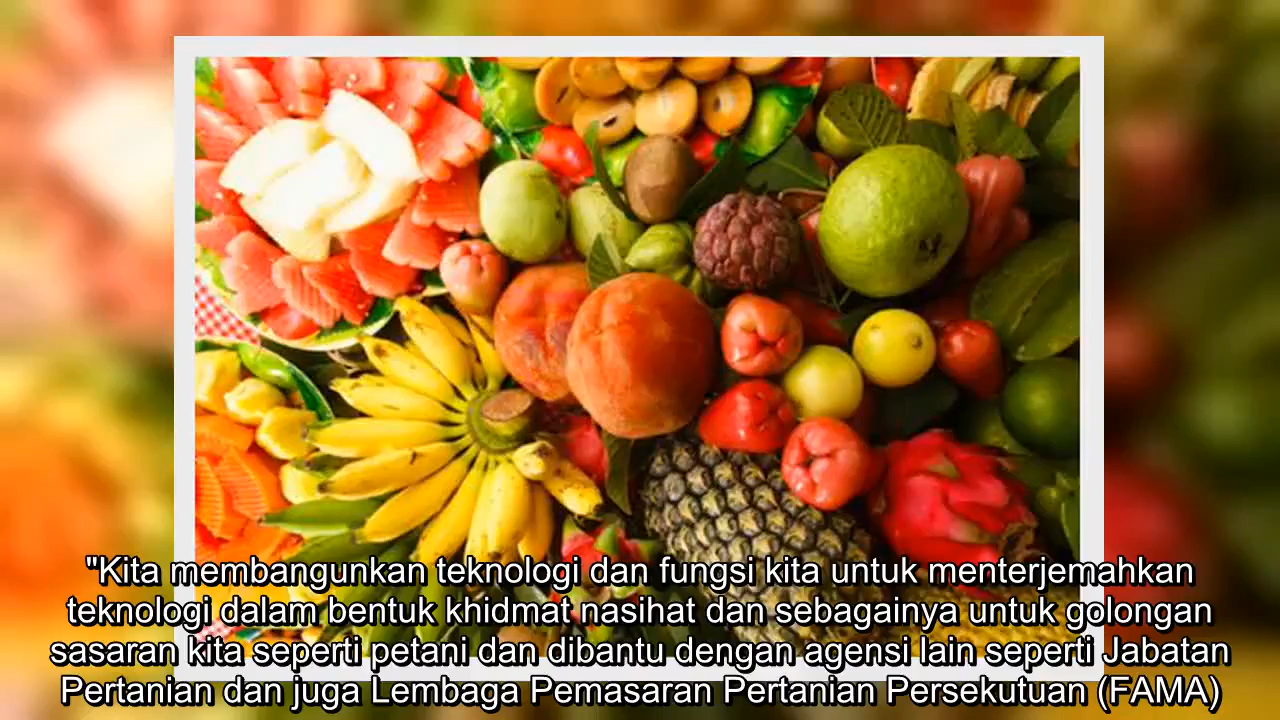 "Kita membangunkan teknologi dan fungsi kita untuk menterjemahkan
teknologi dalam bentuk khidmat nasihat dan sebagainya untuk golongan
sasaran kita seperti petani dan dibantu dengan agensi lain seperti Jabatan
Pertanian dan juga Lembaga Pemasaran Pertanian Persekutuan (FAMA)